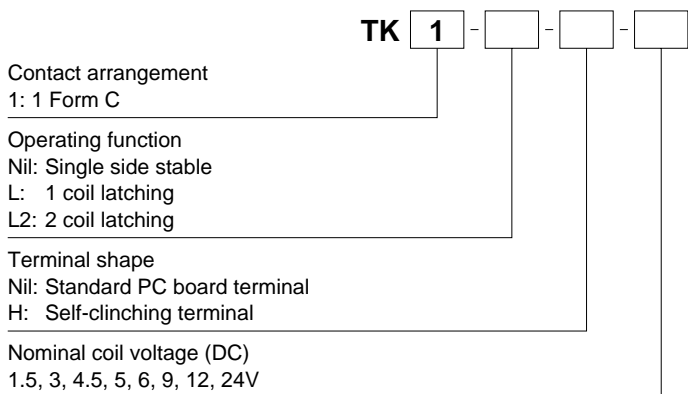 TK 1 - - -
Contact arrangement
1: 1 Form C
Operating function
Nil: Single side stable
L: 1 coil latching
L2: 2 coil latching
Terminal shape
Nil: Standard PC board terminal
H: Self-clinching terminal
Nominal coil voltage (DC)
1.5, 3, 4.5, 5, 6, 9, 12, 24V